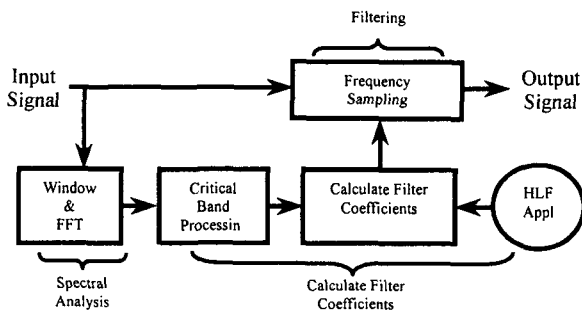 Filtering
Input
Signal
Frequency
Sampling
Output
Signal
Window
&
FFT
Critical
Band
Processin
Calculate Filter
Coefficients
HLF
Appl
Spectral
Analysis
Calculate Filter
Coefficients